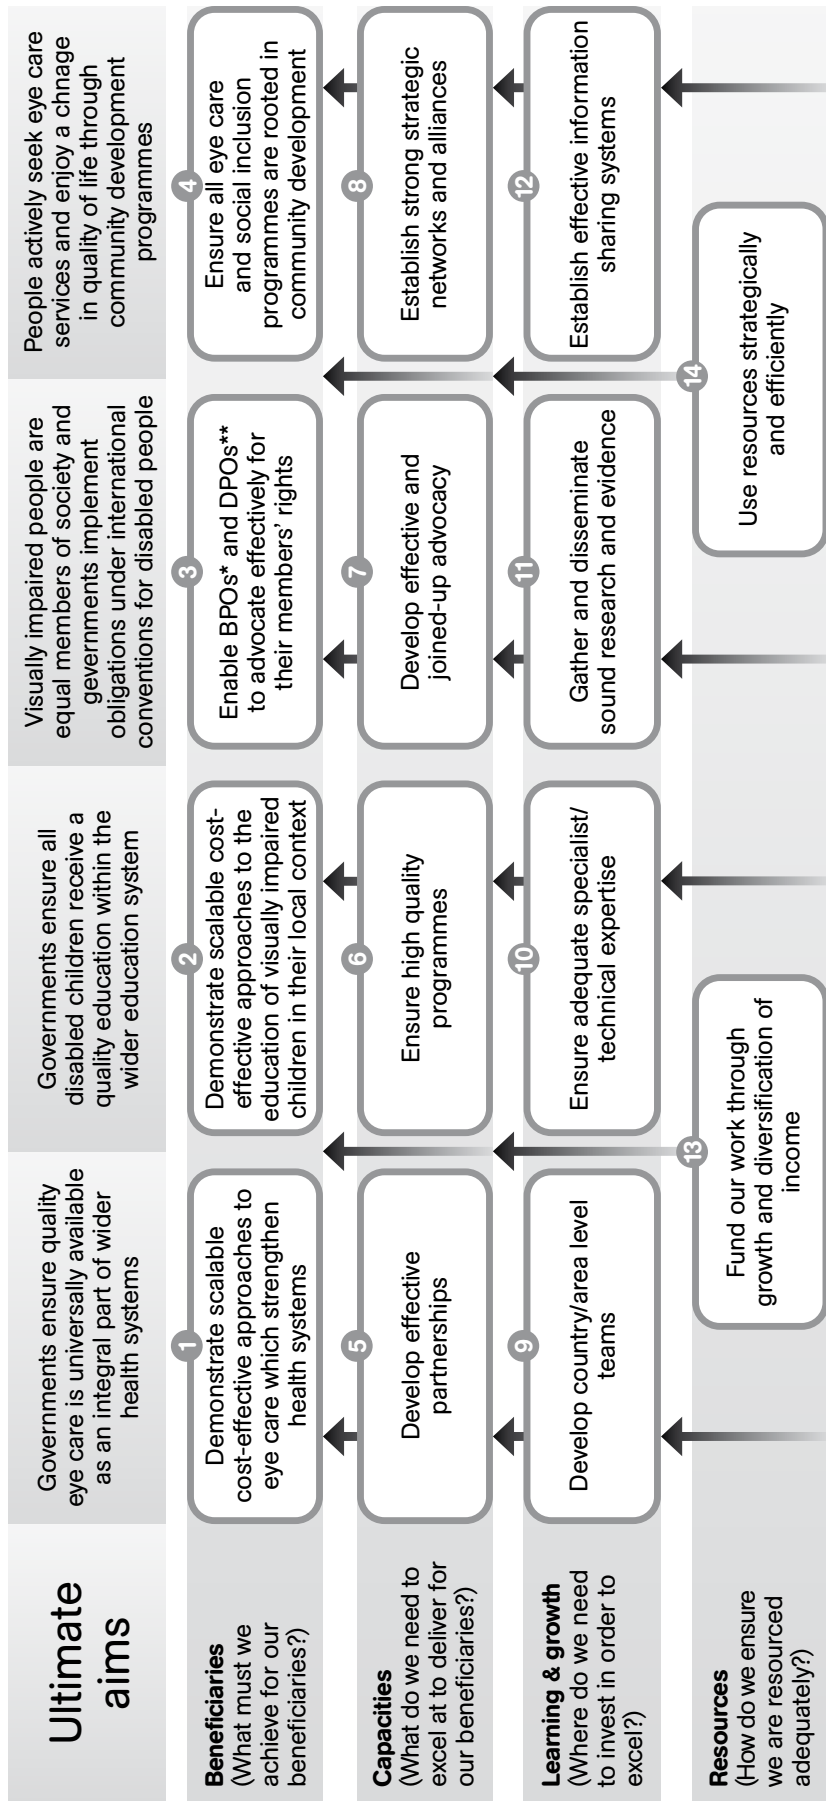 Ultimate
aims
Governments ensure quality
eye care is universally available
as an integral part of wider
health systems
Governments ensure all
disabled children receive a
quality education within the
wider education system
Visually impaired people are
equal members of society and
gevernments implement
obligations under international
conventions for disabled people
People actively seek eye care
services and enjoy a chnage
in quality of life through
community development
programmes
Beneficiaries
(What must we
achieve for our
beneficiaries?)
1
Demonstrate scalable
cost-effective approaches to
eye care which strengthen
health systems
2
Demonstrate scalable cost-
effective approaches to the
education of visually impaired
children in their local context
3
Enable BPOs* and DPOs**
to advocate effectively for
their members' rights
4
Ensure all eye care
and social inclusion
programmes are rooted in
community development
Capacities
(What do we need to
excel at to deliver for
our beneficiaries?)
5
Develop effective
partnerships
6
Ensure high quality
programmes
7
Develop effective and
joined-up advocacy
8
Establish strong strategic
networks and alliances
Learning & growth
(Where do we need
to invest in order to
excel?)
9
Develop country/area level
teams
10
Ensure adequate specialist/
technical expertise
11
Gather and disseminate
sound research and evidence
12
Establish effective information
sharing systems
Resources
(How do we ensure
we are resourced
adequately?)
13
Fund our work through
growth and diversification of
income
14
Use resources strategically
and efficiently